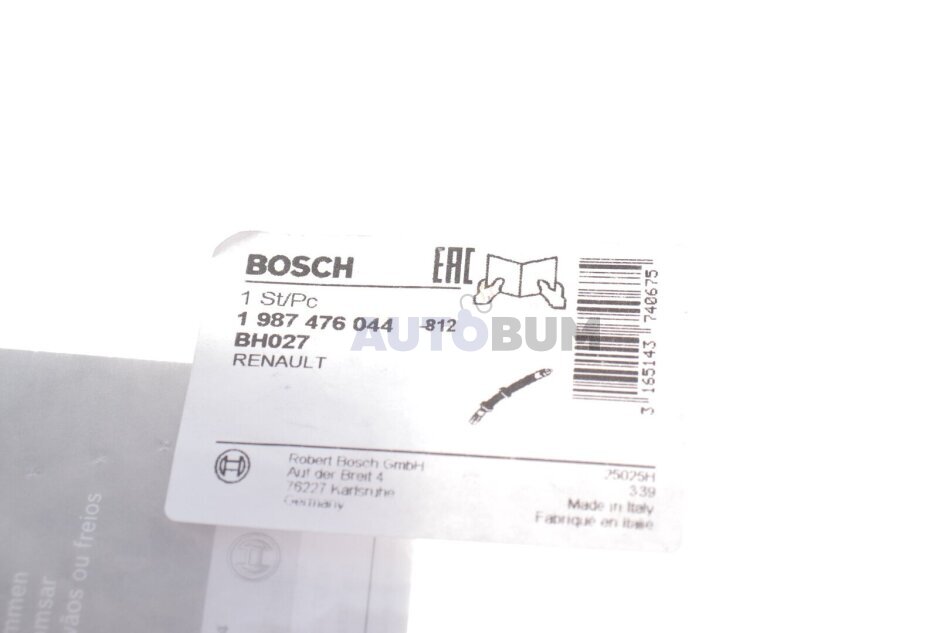 BOSCH EAC
1 St/Pc
1 987 476 044 -812
BH027
RENAULT
AUTOBUM
3 165143 740675
Robert Bosch GmbH
Auf der Breit 4
76227 Karlsruhe
Germany
25025H
339
Made in Italy
Fabriqué en Italie
vãos ou freios